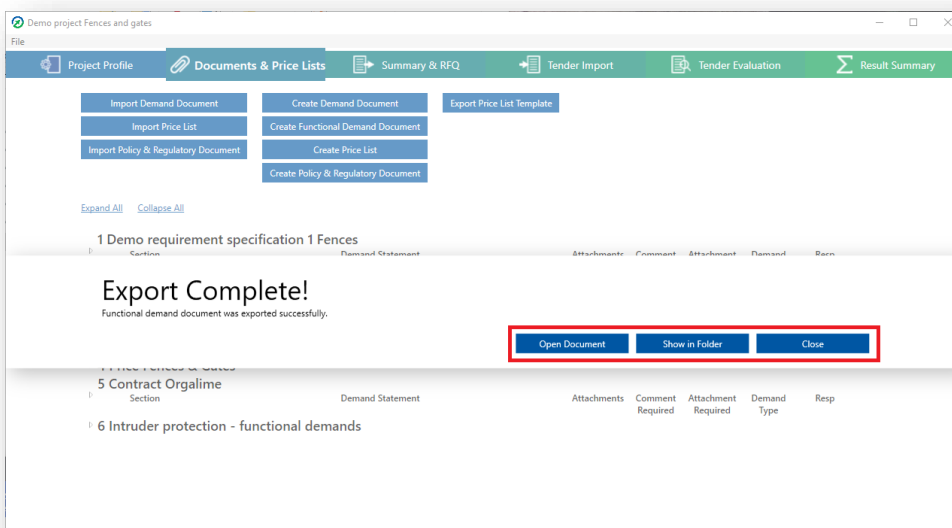 Demo project Fences and gates
File
Project Profile
Documents & Price Lists
Summary & RFQ
Tender Import
Tender Evaluation
Result Summary
Import Demand Document
Create Demand Document
Export Price List Template
Import Price List
Create Functional Demand Document
Import Policy & Regulatory Document
Create Price List
Create Policy & Regulatory Document
Expand All Collapse All
1 Demo requirement specification 1 Fences
Section Demand Statement Attachments Comment Attachment Demand Resp
Export Complete!
Functional demand document was exported successfully.
Open Document Show in Folder Close
Price Fences & Gates
5 Contract Orgalime
Section Demand Statement Attachments Comment Attachment Demand Resp
Required Required Type
6 Intruder protection - functional demands